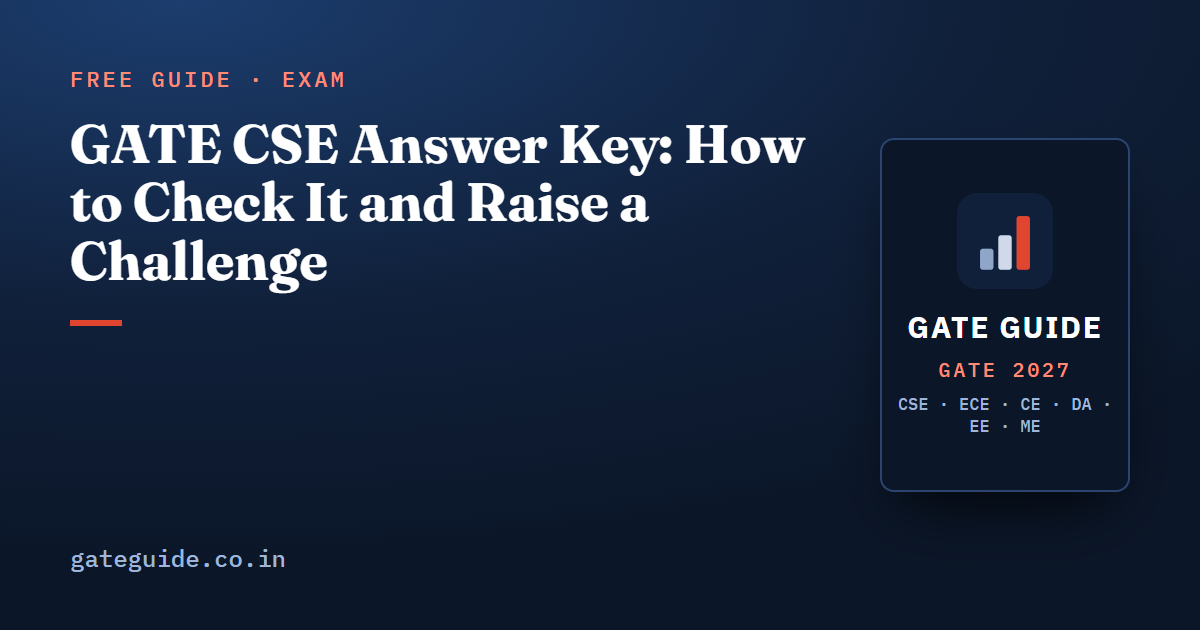 FREE GUIDE · EXAM
GATE CSE Answer Key: How
to Check It and Raise a
Challenge
GATE GUIDE
GATE 2027
CSE · ECE · CE · DA ·
EE · ME
gateguide.co.in